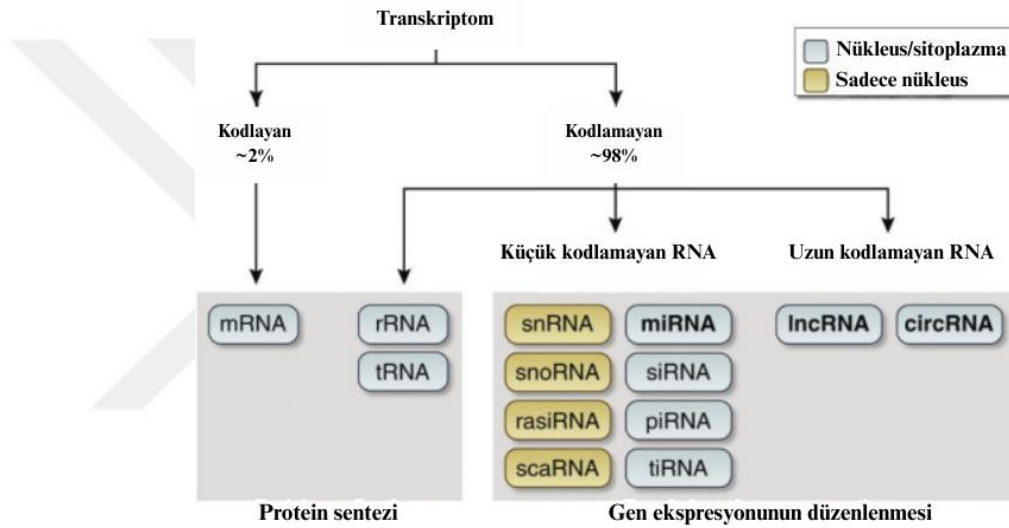 Transkriptom
Nükleus/sitoplazma
Sadece nükleus
Kodlayan
~2%
Kodlamayan
~98%
Küçük kodlamayan RNA
Uzun kodlamayan RNA
mRNA
rRNA
tRNA
snRNA
miRNA
snoRNA
siRNA
rasiRNA
piRNA
scaRNA
tiRNA
lncRNA
circRNA
Protein sentezi
Gen ekspresyonunun düzenlenmesi